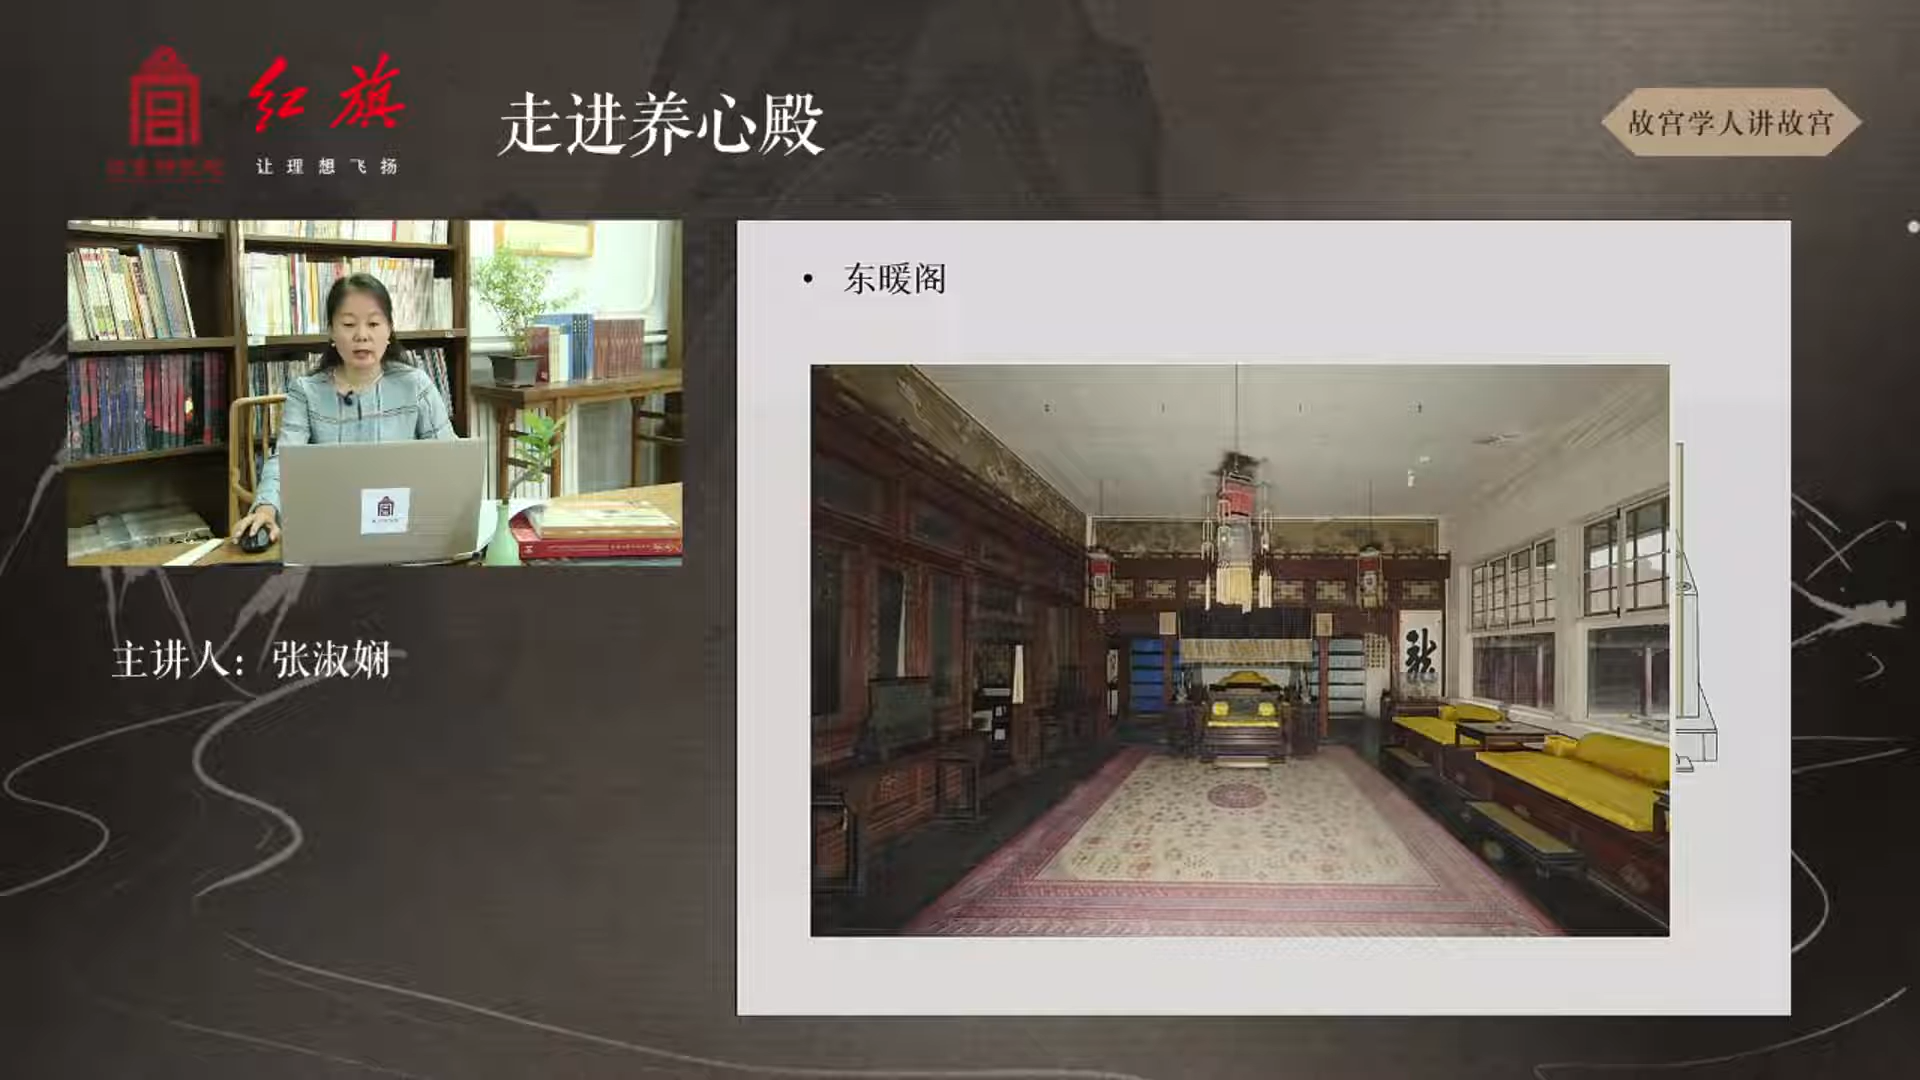 红旗
让理想飞扬
走进养心殿
故宫学人讲故宫
• 东暖阁
主讲人：张淑娴